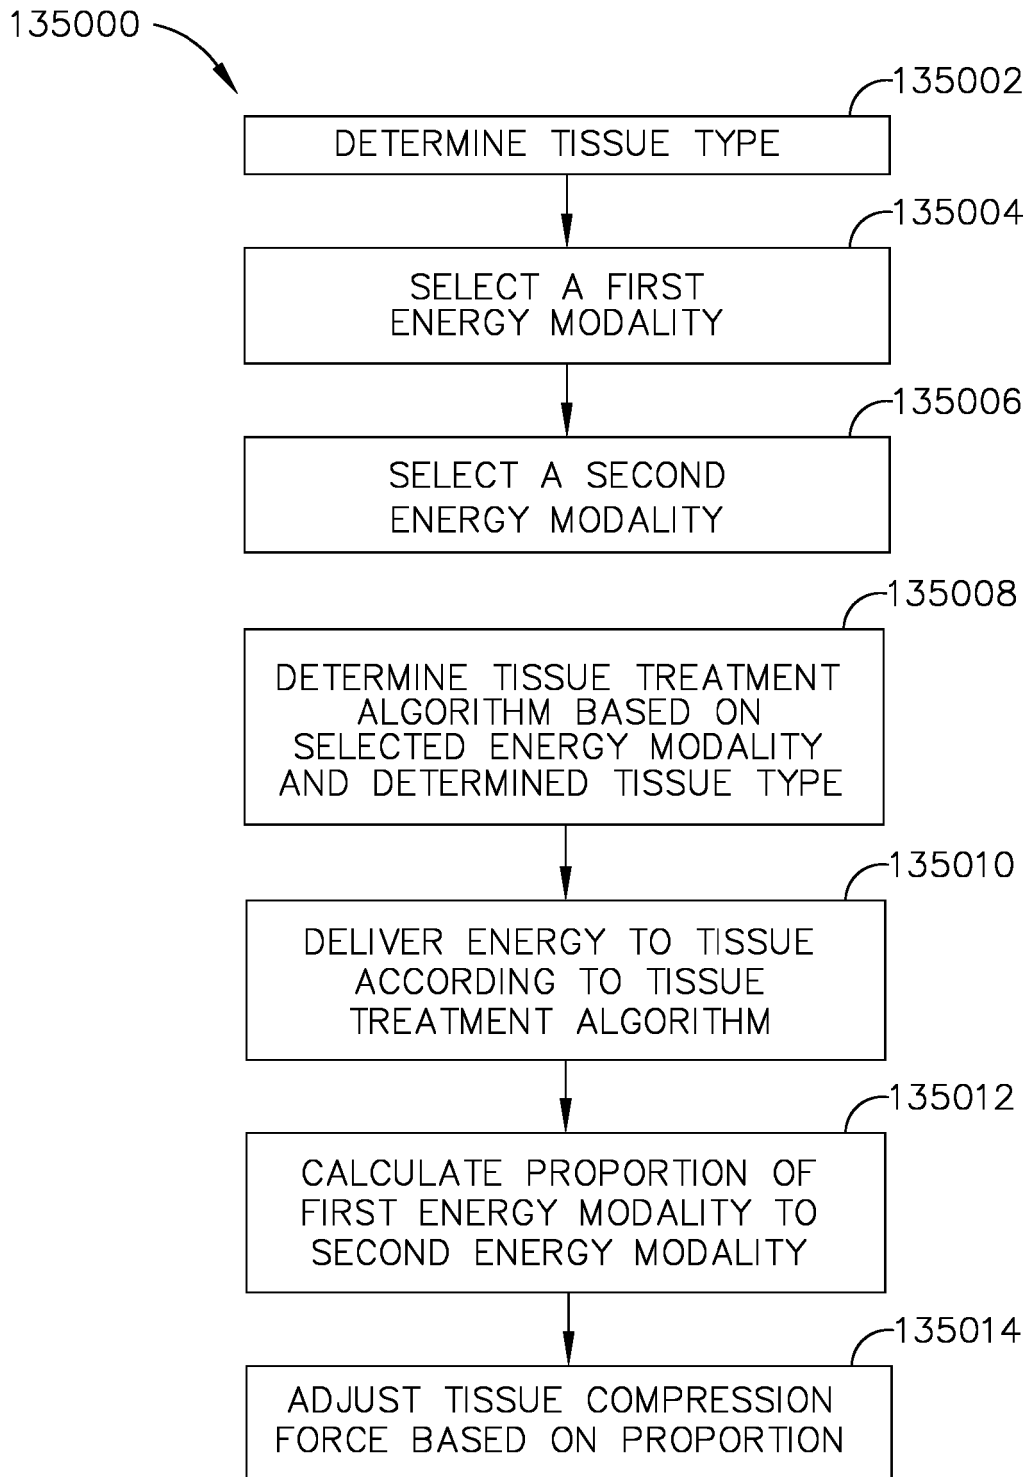 135000
135002
DETERMINE TISSUE TYPE
135004
SELECT A FIRST
ENERGY MODALITY
135006
SELECT A SECOND
ENERGY MODALITY
135008
DETERMINE TISSUE TREATMENT
ALGORITHM BASED ON
SELECTED ENERGY MODALITY
AND DETERMINED TISSUE TYPE
135010
DELIVER ENERGY TO TISSUE
ACCORDING TO TISSUE
TREATMENT ALGORITHM
135012
CALCULATE PROPORTION OF
FIRST ENERGY MODALITY TO
SECOND ENERGY MODALITY
135014
ADJUST TISSUE COMPRESSION
FORCE BASED ON PROPORTION